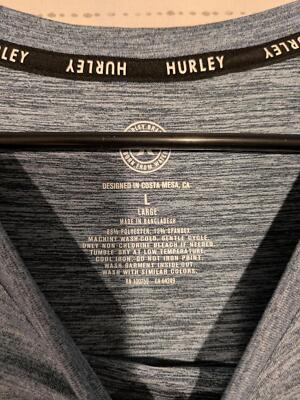 RLEY HURLEY HURLEY HURLEY
DESIGNED IN COSTA MESA, CA.
L
LARGE
MADE IN BANGLADESH
POLYESTER, SPANDEX.
MACHINE WASH COLD, GENTLE CYCLE.
ONLY NON-CHLORINE BLEACH IF NEEDED.
TUMBLE DRY AT LOW TEMPERATURE.
COOL IRON. DO NOT IRON PRINT.
WASH GARMENT INSIDE OUT.
WASH WITH SIMILAR COLORS.